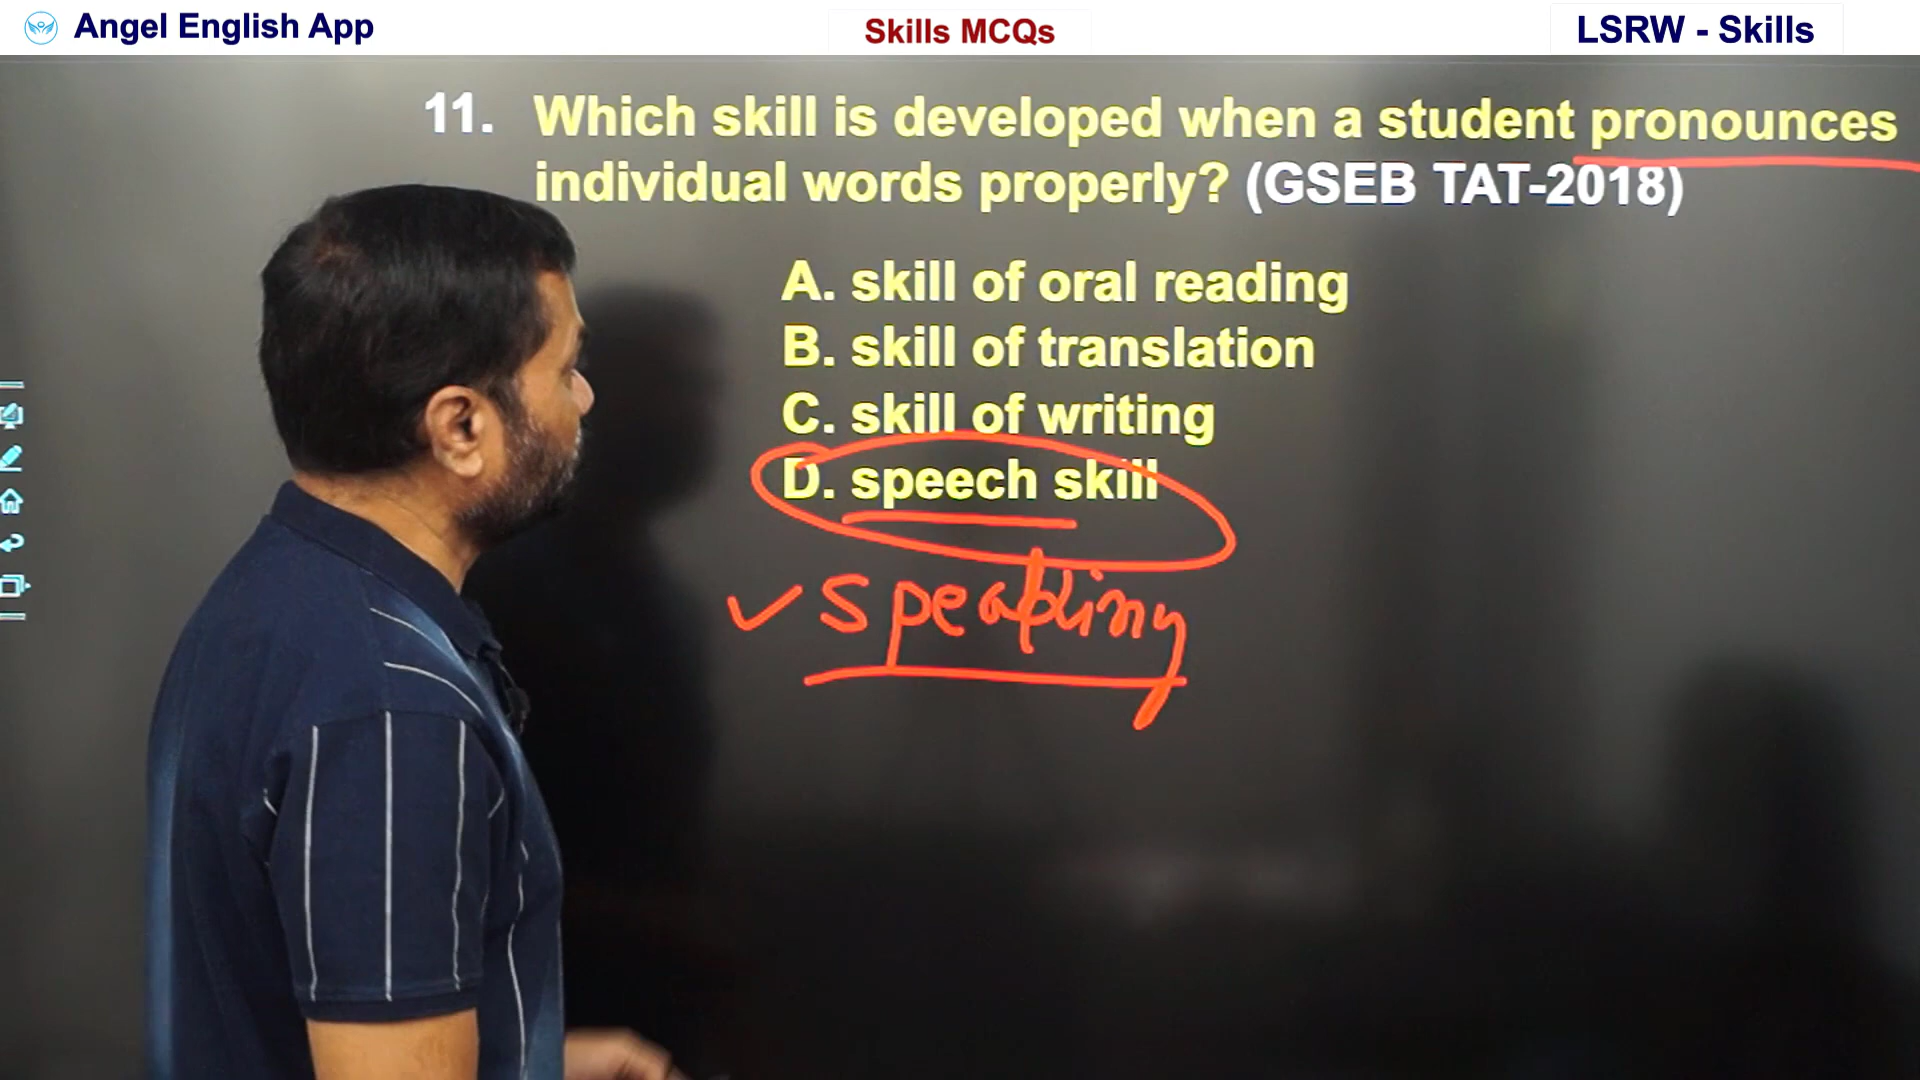 Angel English App
Skills MCQs
LSRW - Skills
11. Which skill is developed when a student pronounces
individual words properly? (GSEB TAT-2018)
A. skill of oral reading
B. skill of translation
C. skill of writing
D. speech skill
speaking